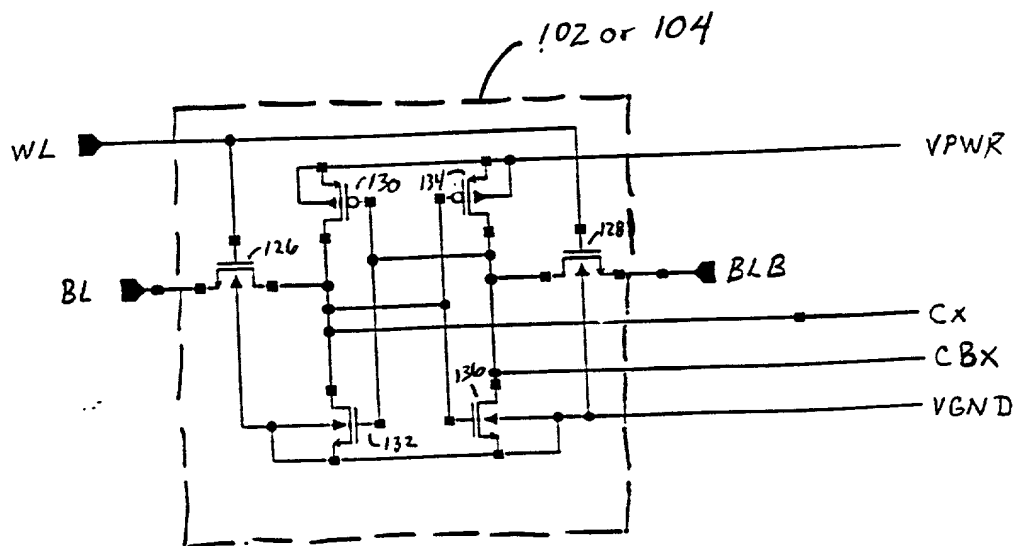 102 or 104
WL
VPWR
130
134
126
128
BL
BLB
CX
CBX
136
VGND
132